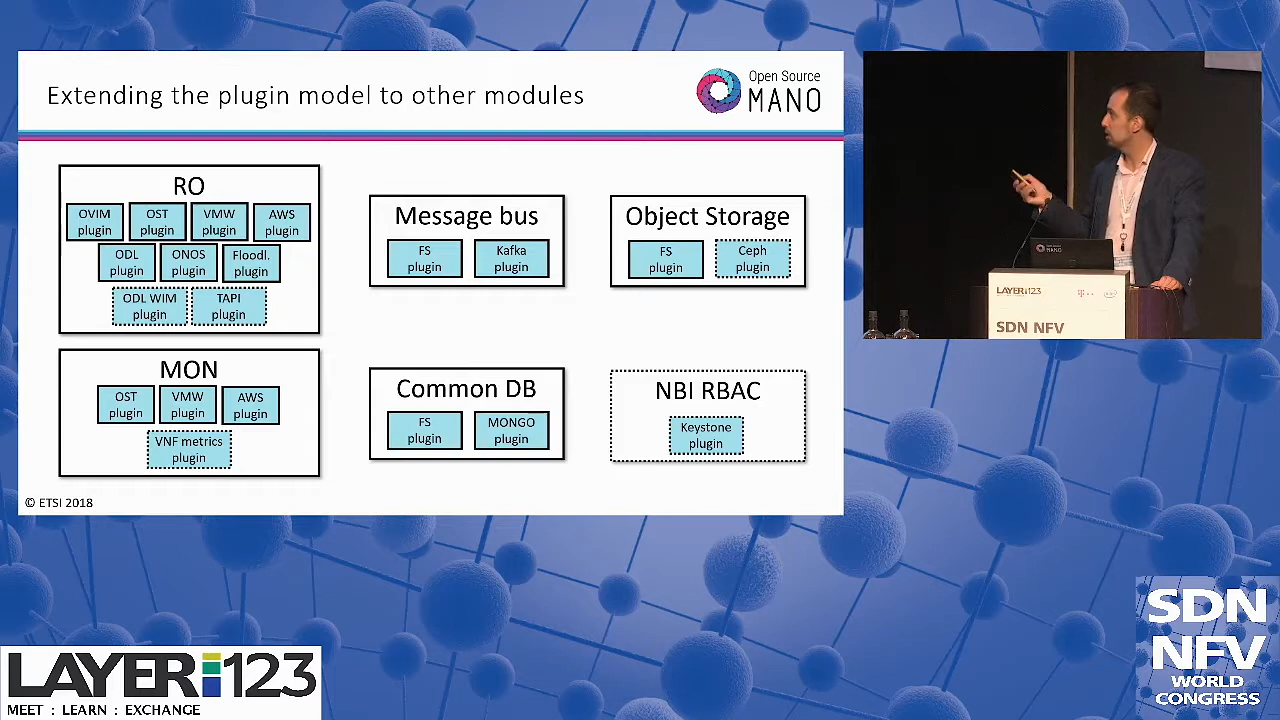 Extending the plugin model to other modules
Open Source
MANO
RO
OVIM
plugin
OST
plugin
VMW
plugin
AWS
plugin
ODL
plugin
ONOS
plugin
Floodl
plugin
ODL WIM
plugin
TAPI
plugin
Message bus
FS
plugin
Kafka
plugin
Object Storage
FS
plugin
Ceph
plugin
MON
OST
plugin
VMW
plugin
AWS
plugin
VNF metrics
plugin
Common DB
FS
plugin
MONGO
plugin
NBI RBAC
Keystone
plugin
© ETSI 2018
MANO
LAYER123
SDN NFV
LAYER123
MEET : LEARN : EXCHANGE
SDN
NFV
WORLD
CONGRESS